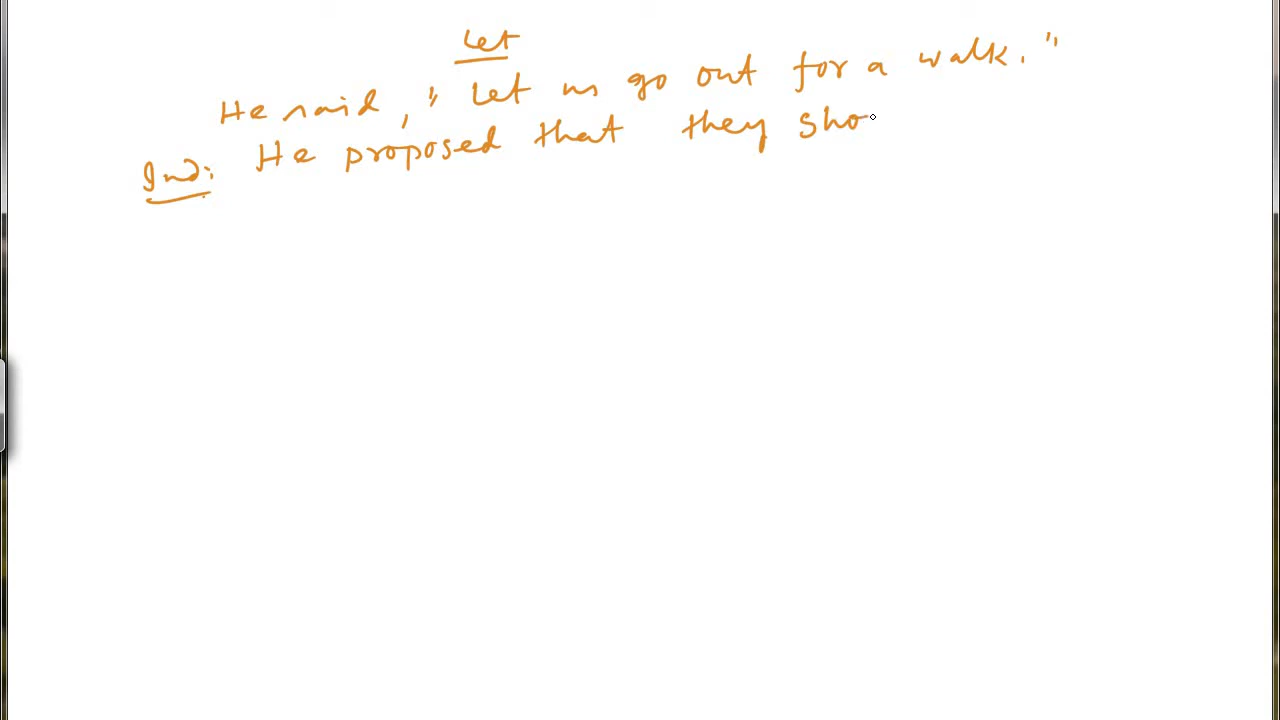 Let
He said, "Let us go out for a walk."
Ind: He proposed that they sho